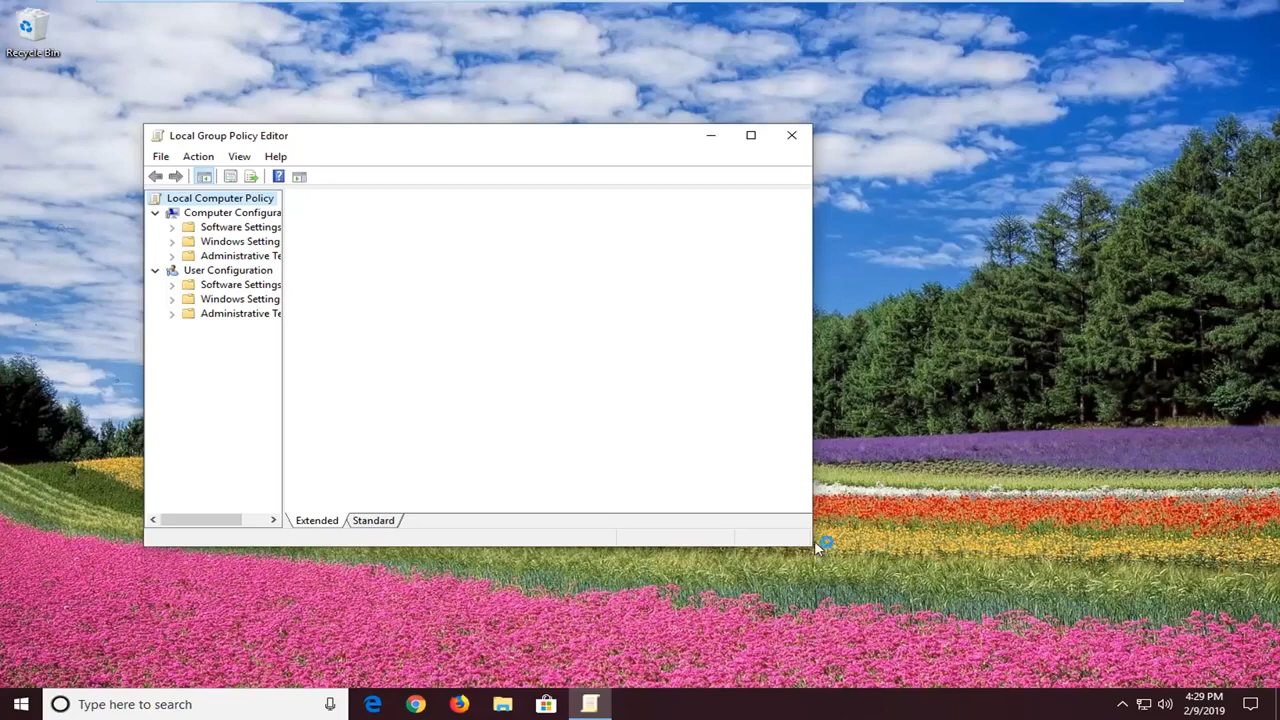 Recycle Bin
Local Group Policy Editor
File Action View Help
Local Computer Policy
Computer Configura
Software Settings
Windows Setting
Administrative Te
User Configuration
Software Settings
Windows Setting
Administrative Te
Extended Standard
Type here to search
4:29 PM
2/9/2019